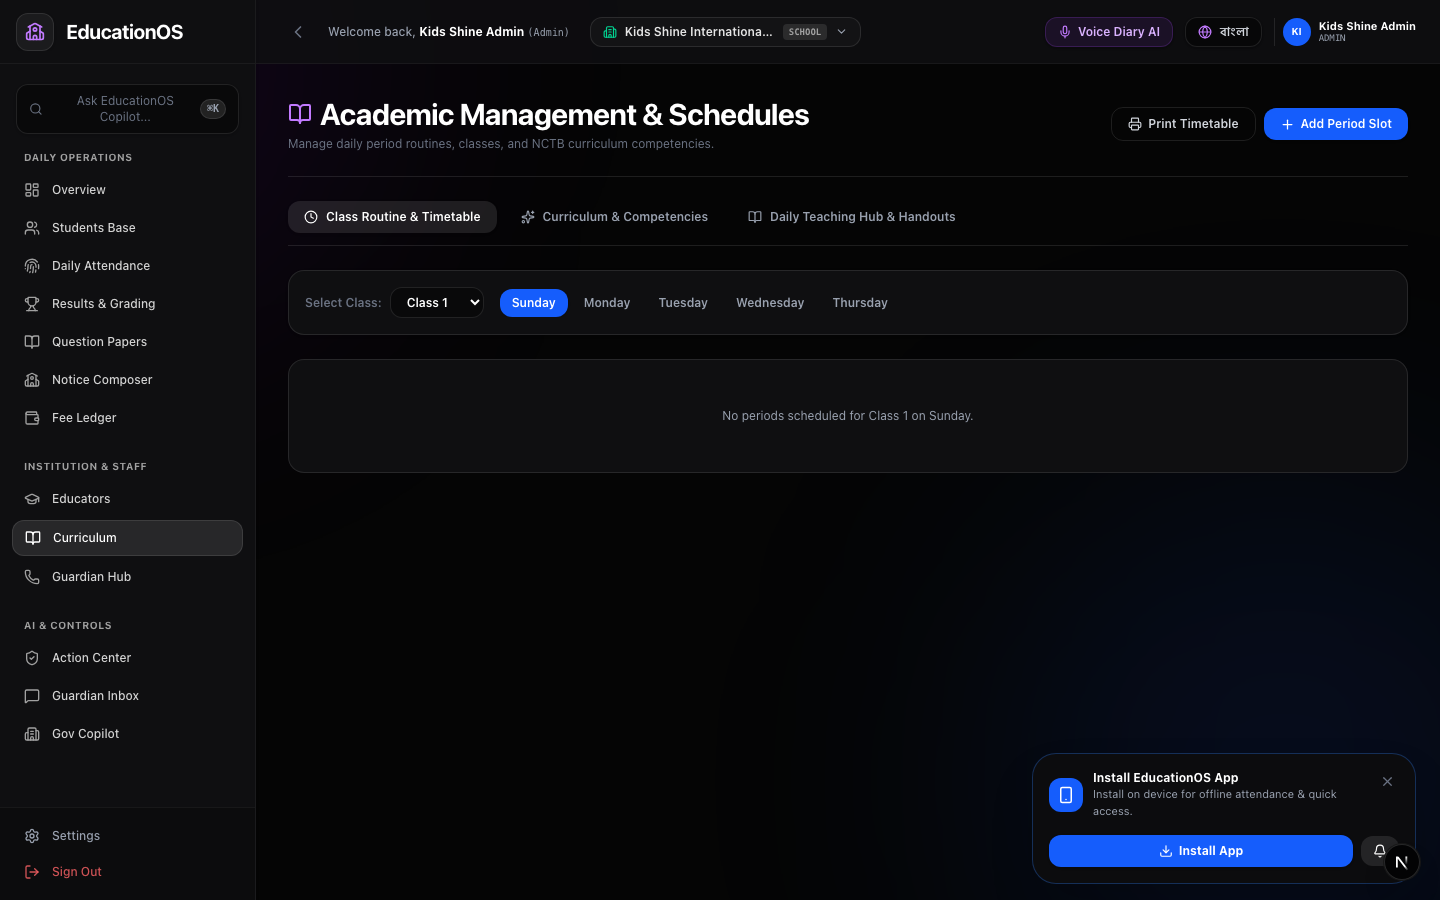 EducationOS
Welcome back, Kids Shine Admin (Admin)
Kids Shine Internationa... SCHOOL
Voice Diary AI
বাংলা
KI
Kids Shine Admin
ADMIN
Ask EducationOS
Copilot...
⌘K
DAILY OPERATIONS
Overview
Students Base
Daily Attendance
Results & Grading
Question Papers
Notice Composer
Fee Ledger
INSTITUTION & STAFF
Educators
Curriculum
Guardian Hub
AI & CONTROLS
Action Center
Guardian Inbox
Gov Copilot
Settings
Sign Out
Academic Management & Schedules
Manage daily period routines, classes, and NCTB curriculum competencies.
Print Timetable
Add Period Slot
Class Routine & Timetable
Curriculum & Competencies
Daily Teaching Hub & Handouts
Select Class: Class 1 Sunday Monday Tuesday Wednesday Thursday
No periods scheduled for Class 1 on Sunday.
Install EducationOS App
Install on device for offline attendance & quick
access.
Install App
N